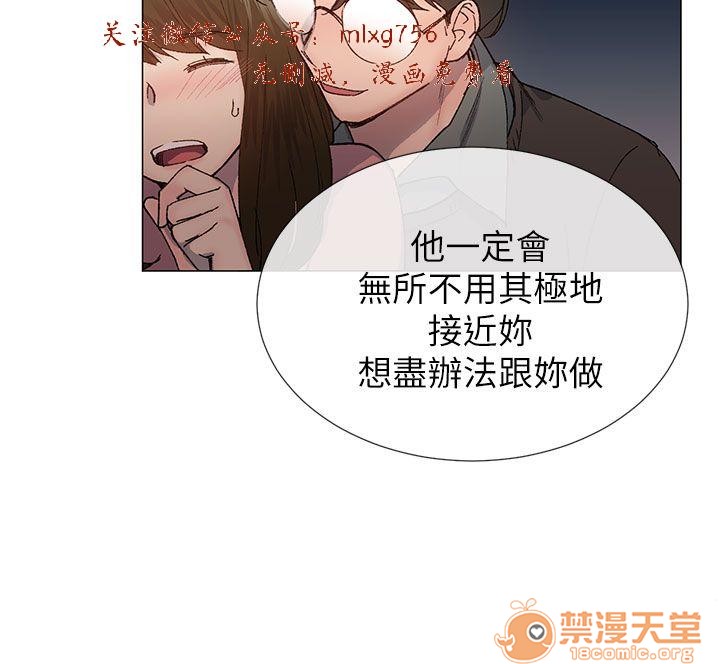 关注微信公众号：mlxg756
无删减，漫画免费看
他一定會
無所不用其極地
接近妳
想盡辦法跟妳做
禁漫天堂
18comic.org